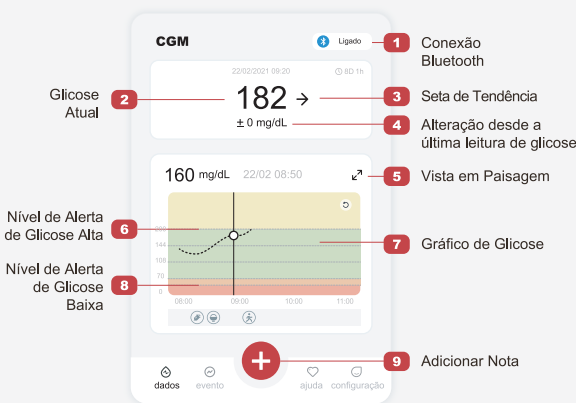 CGM
Ligado
1
Conexão
Bluetooth
22/02/2021 09:20
8D 1h
Glicose
Atual
2
182
3
Seta de Tendência
± 0 mg/dL
4
Alteração desde a
última leitura de glicose
160 mg/dL 22/02 08:50
5
Vista em Paisagem
Nível de Alerta
de Glicose Alta
6
144
108
70
0
7
Gráfico de Glicose
Nível de Alerta
de Glicose
Baixa
8
08:00 09:00 10:00 11:00
9
Adicionar Nota
dados evento ajuda configuração